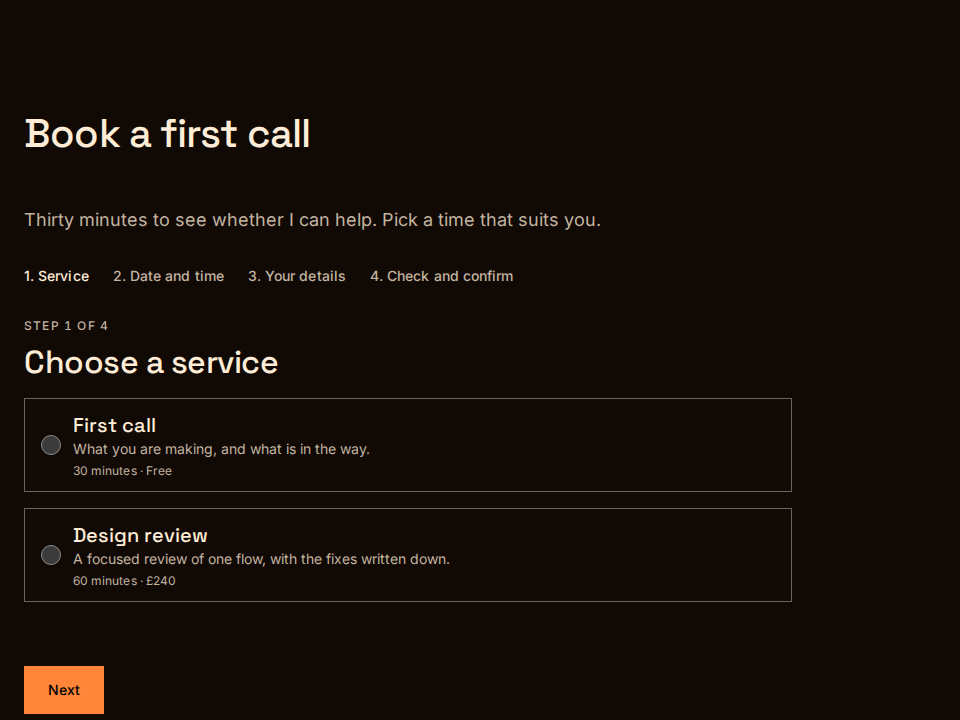 Book a first call
Thirty minutes to see whether I can help. Pick a time that suits you.
1. Service 2. Date and time 3. Your details 4. Check and confirm
STEP 1 OF 4
Choose a service
First call
What you are making, and what is in the way.
30 minutes · Free
Design review
A focused review of one flow, with the fixes written down.
60 minutes · £240
Next